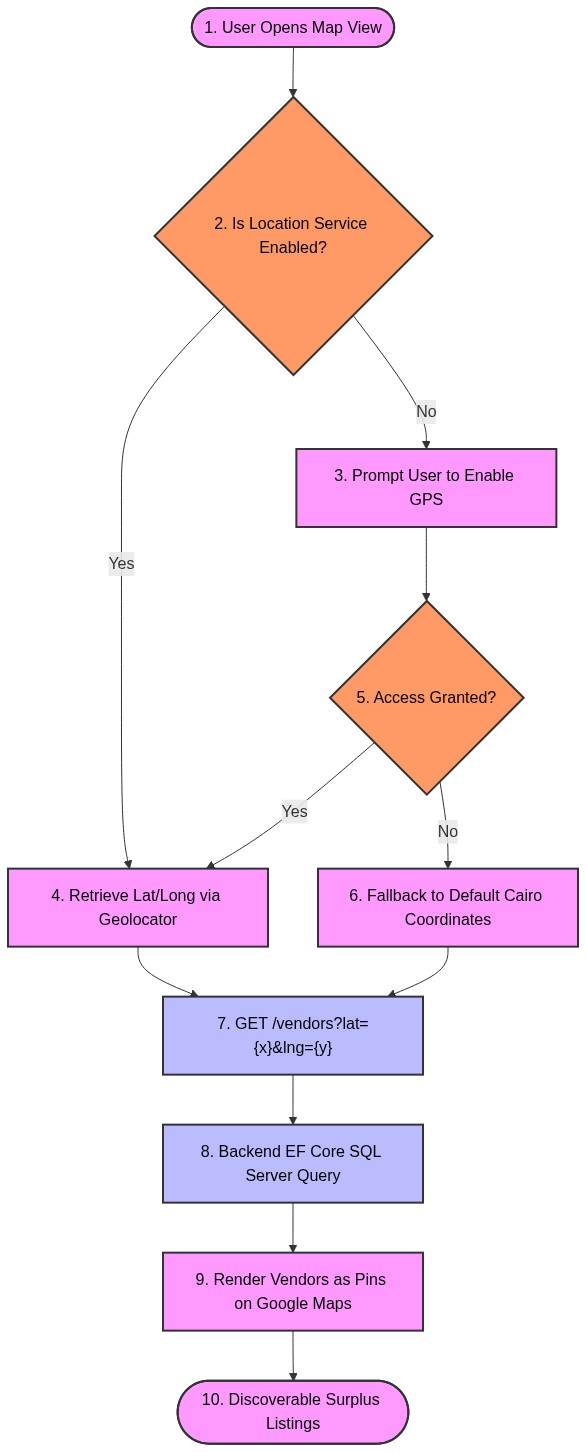 1. User Opens Map View
2. Is Location Service
Enabled?
No
3. Prompt User to Enable
GPS
Yes
5. Access Granted?
Yes
No
4. Retrieve Lat/Long via
Geolocator
6. Fallback to Default Cairo
Coordinates
7. GET /vendors?lat=
{x}&lng={y}
8. Backend EF Core SQL
Server Query
9. Render Vendors as Pins
on Google Maps
10. Discoverable Surplus
Listings